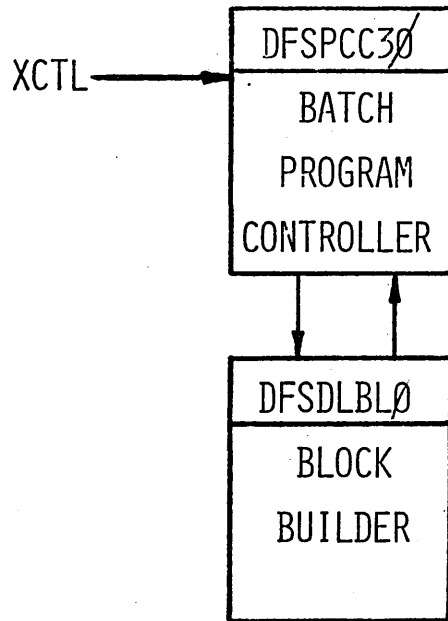 DFSPCC30
XCTL
BATCH
PROGRAM
CONTROLLER
DFSDLBL0
BLOCK
BUILDER